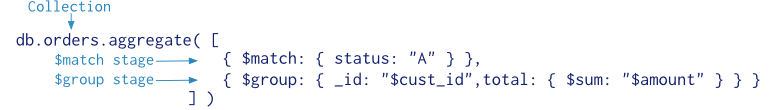 Collection
db.orders.aggregate( [
$match stage { $match: { status: "A" } },
$group stage { $group: { _id: "$cust_id",total: { $sum: "$amount" } } }
] )